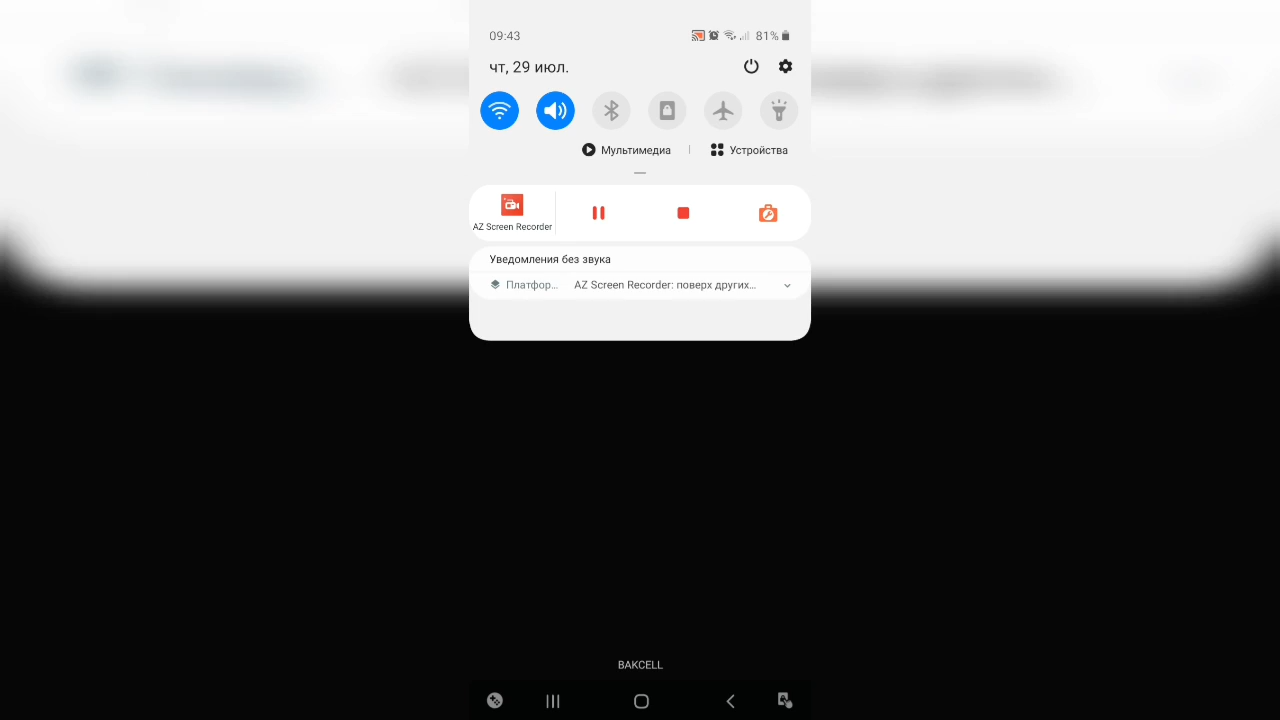 09:43
81%
чт, 29 июл.
Мультимедиа
Устройства
AZ Screen Recorder
Уведомления без звука
Платфор... AZ Screen Recorder: поверх других...
BAKCELL